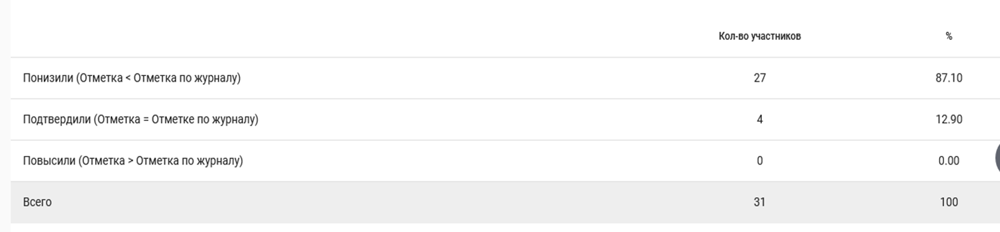 Кол-во участников %
Понизили (Отметка < Отметка по журналу) 27 87.10
Подтвердили (Отметка = Отметке по журналу) 4 12.90
Повысили (Отметка > Отметка по журналу) 0 0.00
Всего 31 100